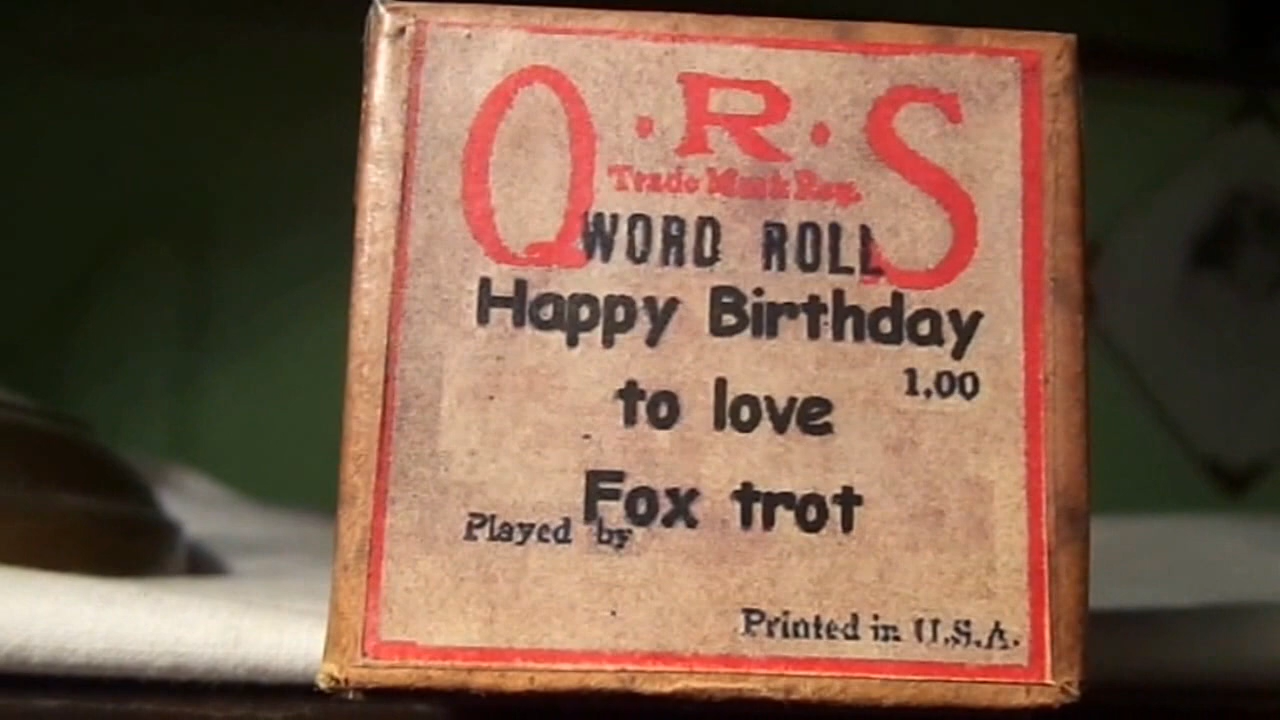 Q·R·S
Trade Mark Reg.
WORD ROLL
Happy Birthday
1.00
to love
Fox trot
Played by
Printed in U.S.A.